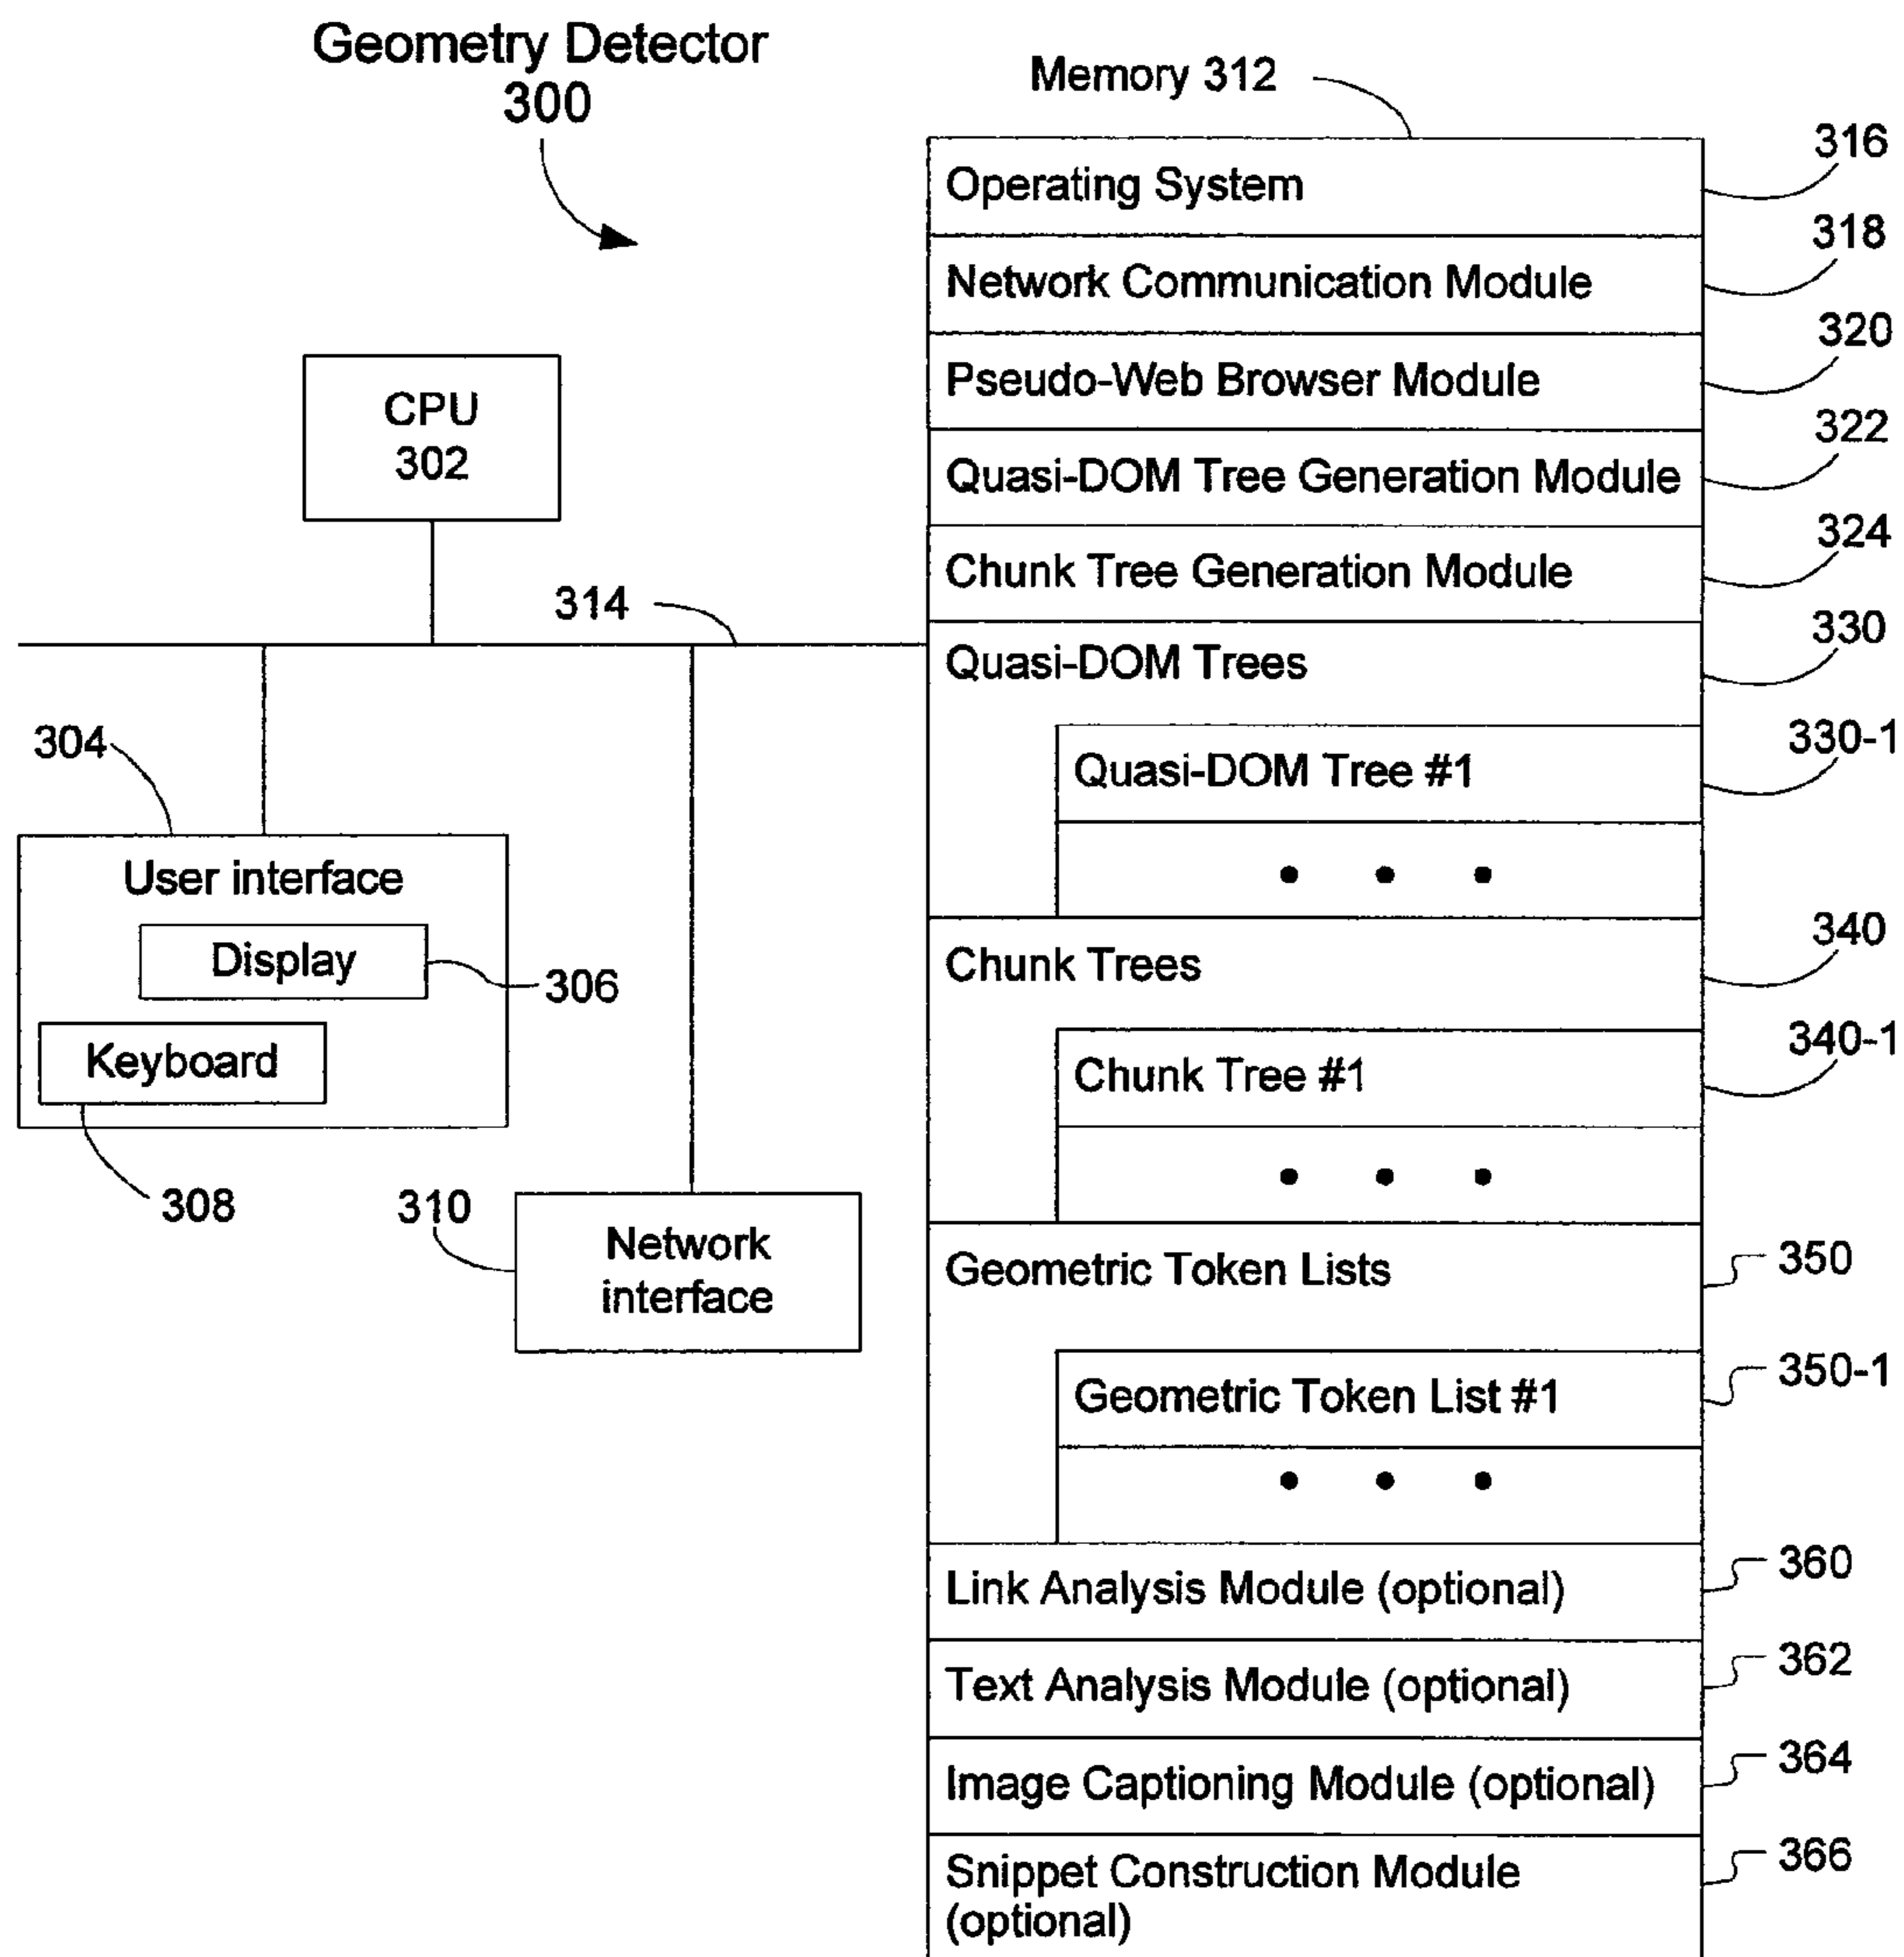 Geometry Detector
300
Memory 312
Operating System
316
Network Communication Module
318
Pseudo-Web Browser Module
320
Quasi-DOM Tree Generation Module
322
Chunk Tree Generation Module
324
Quasi-DOM Trees
330
Quasi-DOM Tree #1
330-1
Chunk Trees
340
Chunk Tree #1
340-1
Geometric Token Lists
350
Geometric Token List #1
350-1
Link Analysis Module (optional)
360
Text Analysis Module (optional)
362
Image Captioning Module (optional)
364
Snippet Construction Module
(optional)
366
CPU
302
314
304
User interface
Display
306
Keyboard
308
310
Network
interface